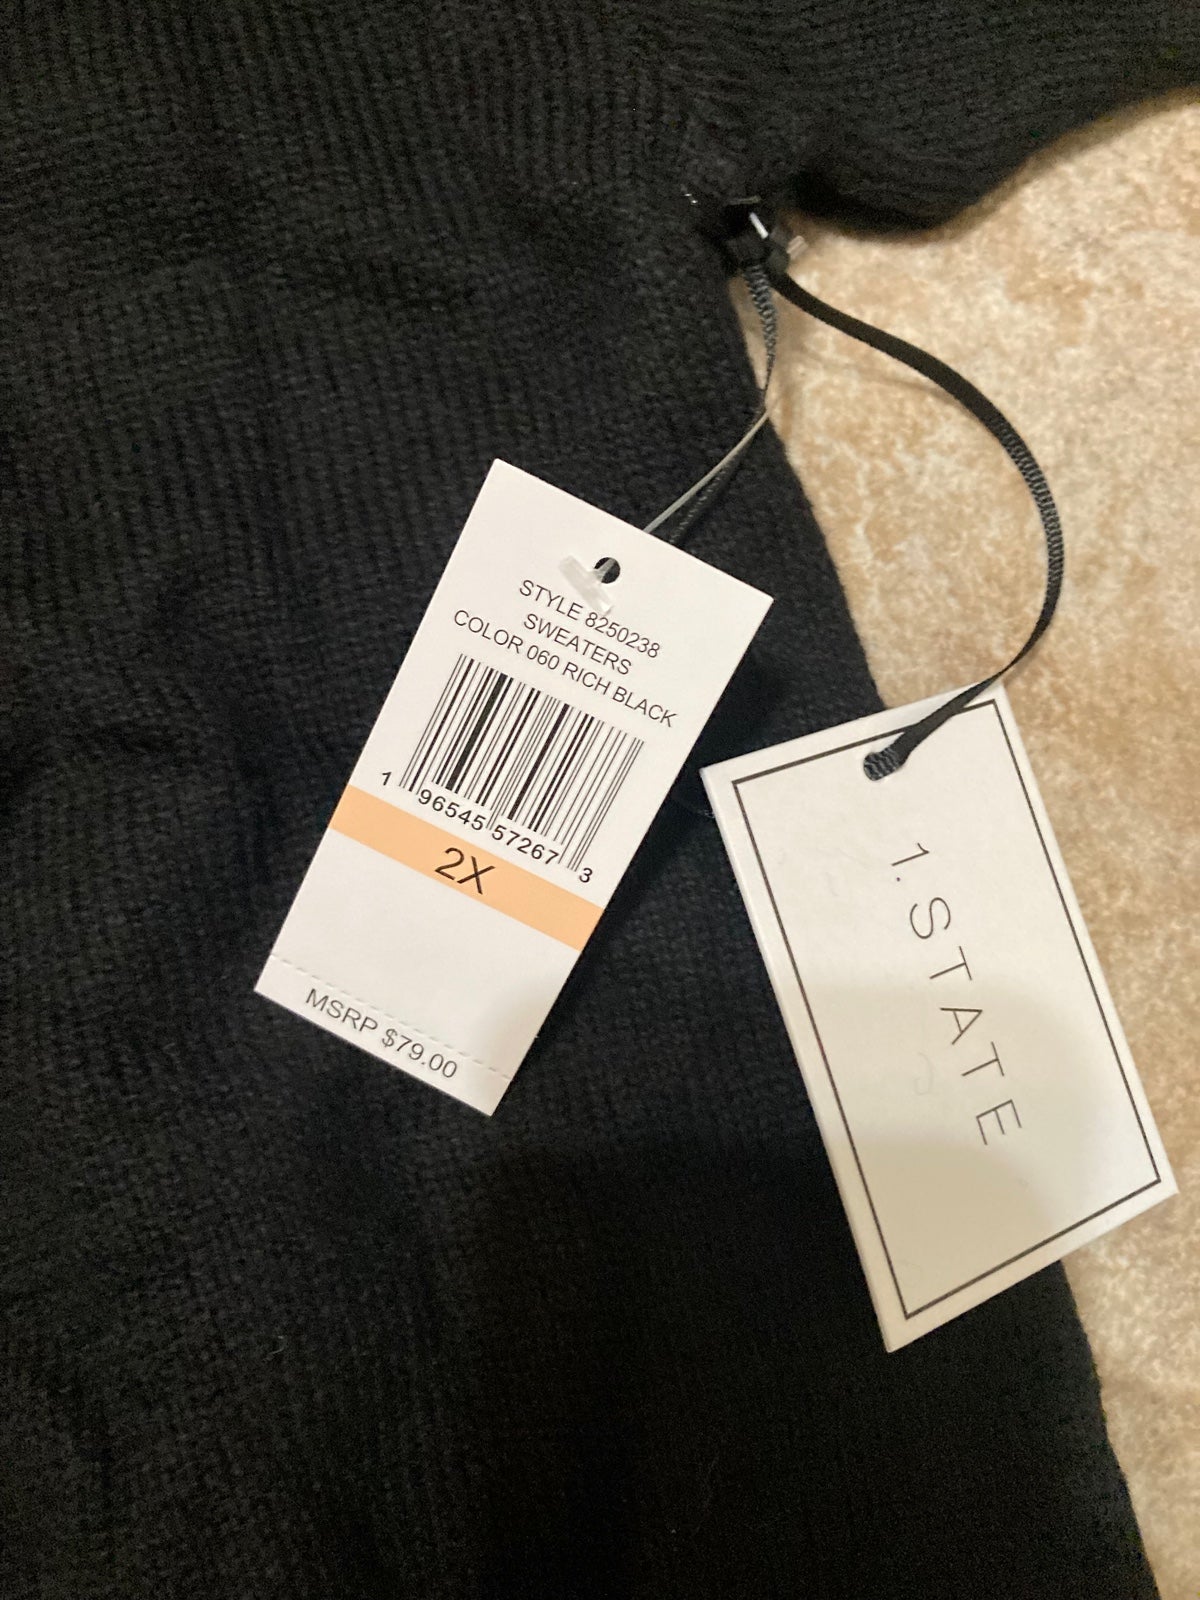 STYLE 8250238
SWEATERS
COLOR 060 RICH BLACK
1 96545 57267 3
2X
MSRP $79.00
1.STATE